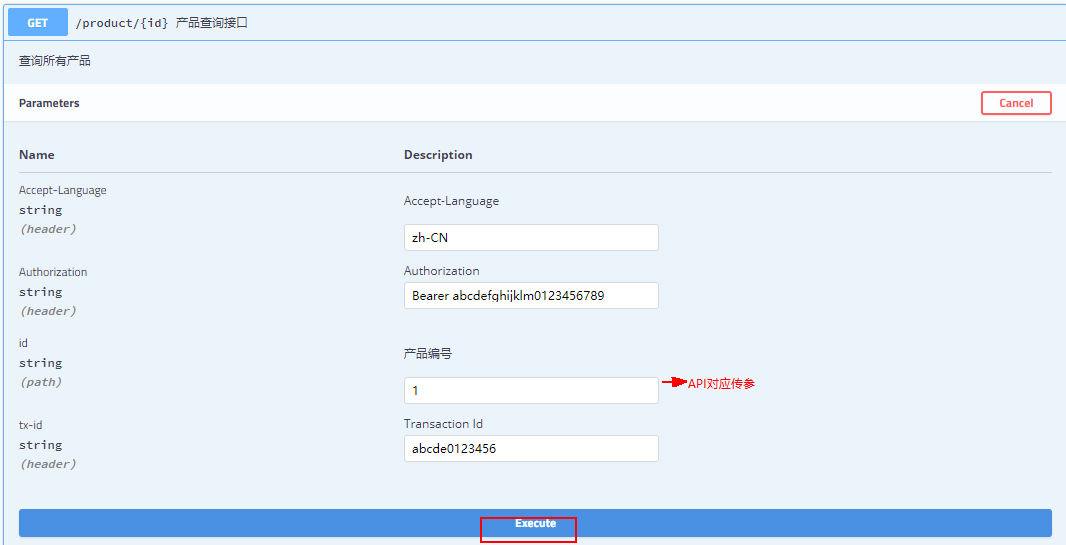 GET /product/{id} 产品查询接口
查询所有产品
Parameters Cancel
Name Description
Accept-Language
string
(header)
Accept-Language
zh-CN
Authorization
string
(header)
Authorization
Bearer abcdefghijklm0123456789
id
string
(path)
产品编号
1
API对应传参
tx-id
string
(header)
Transaction Id
abcde0123456
Execute